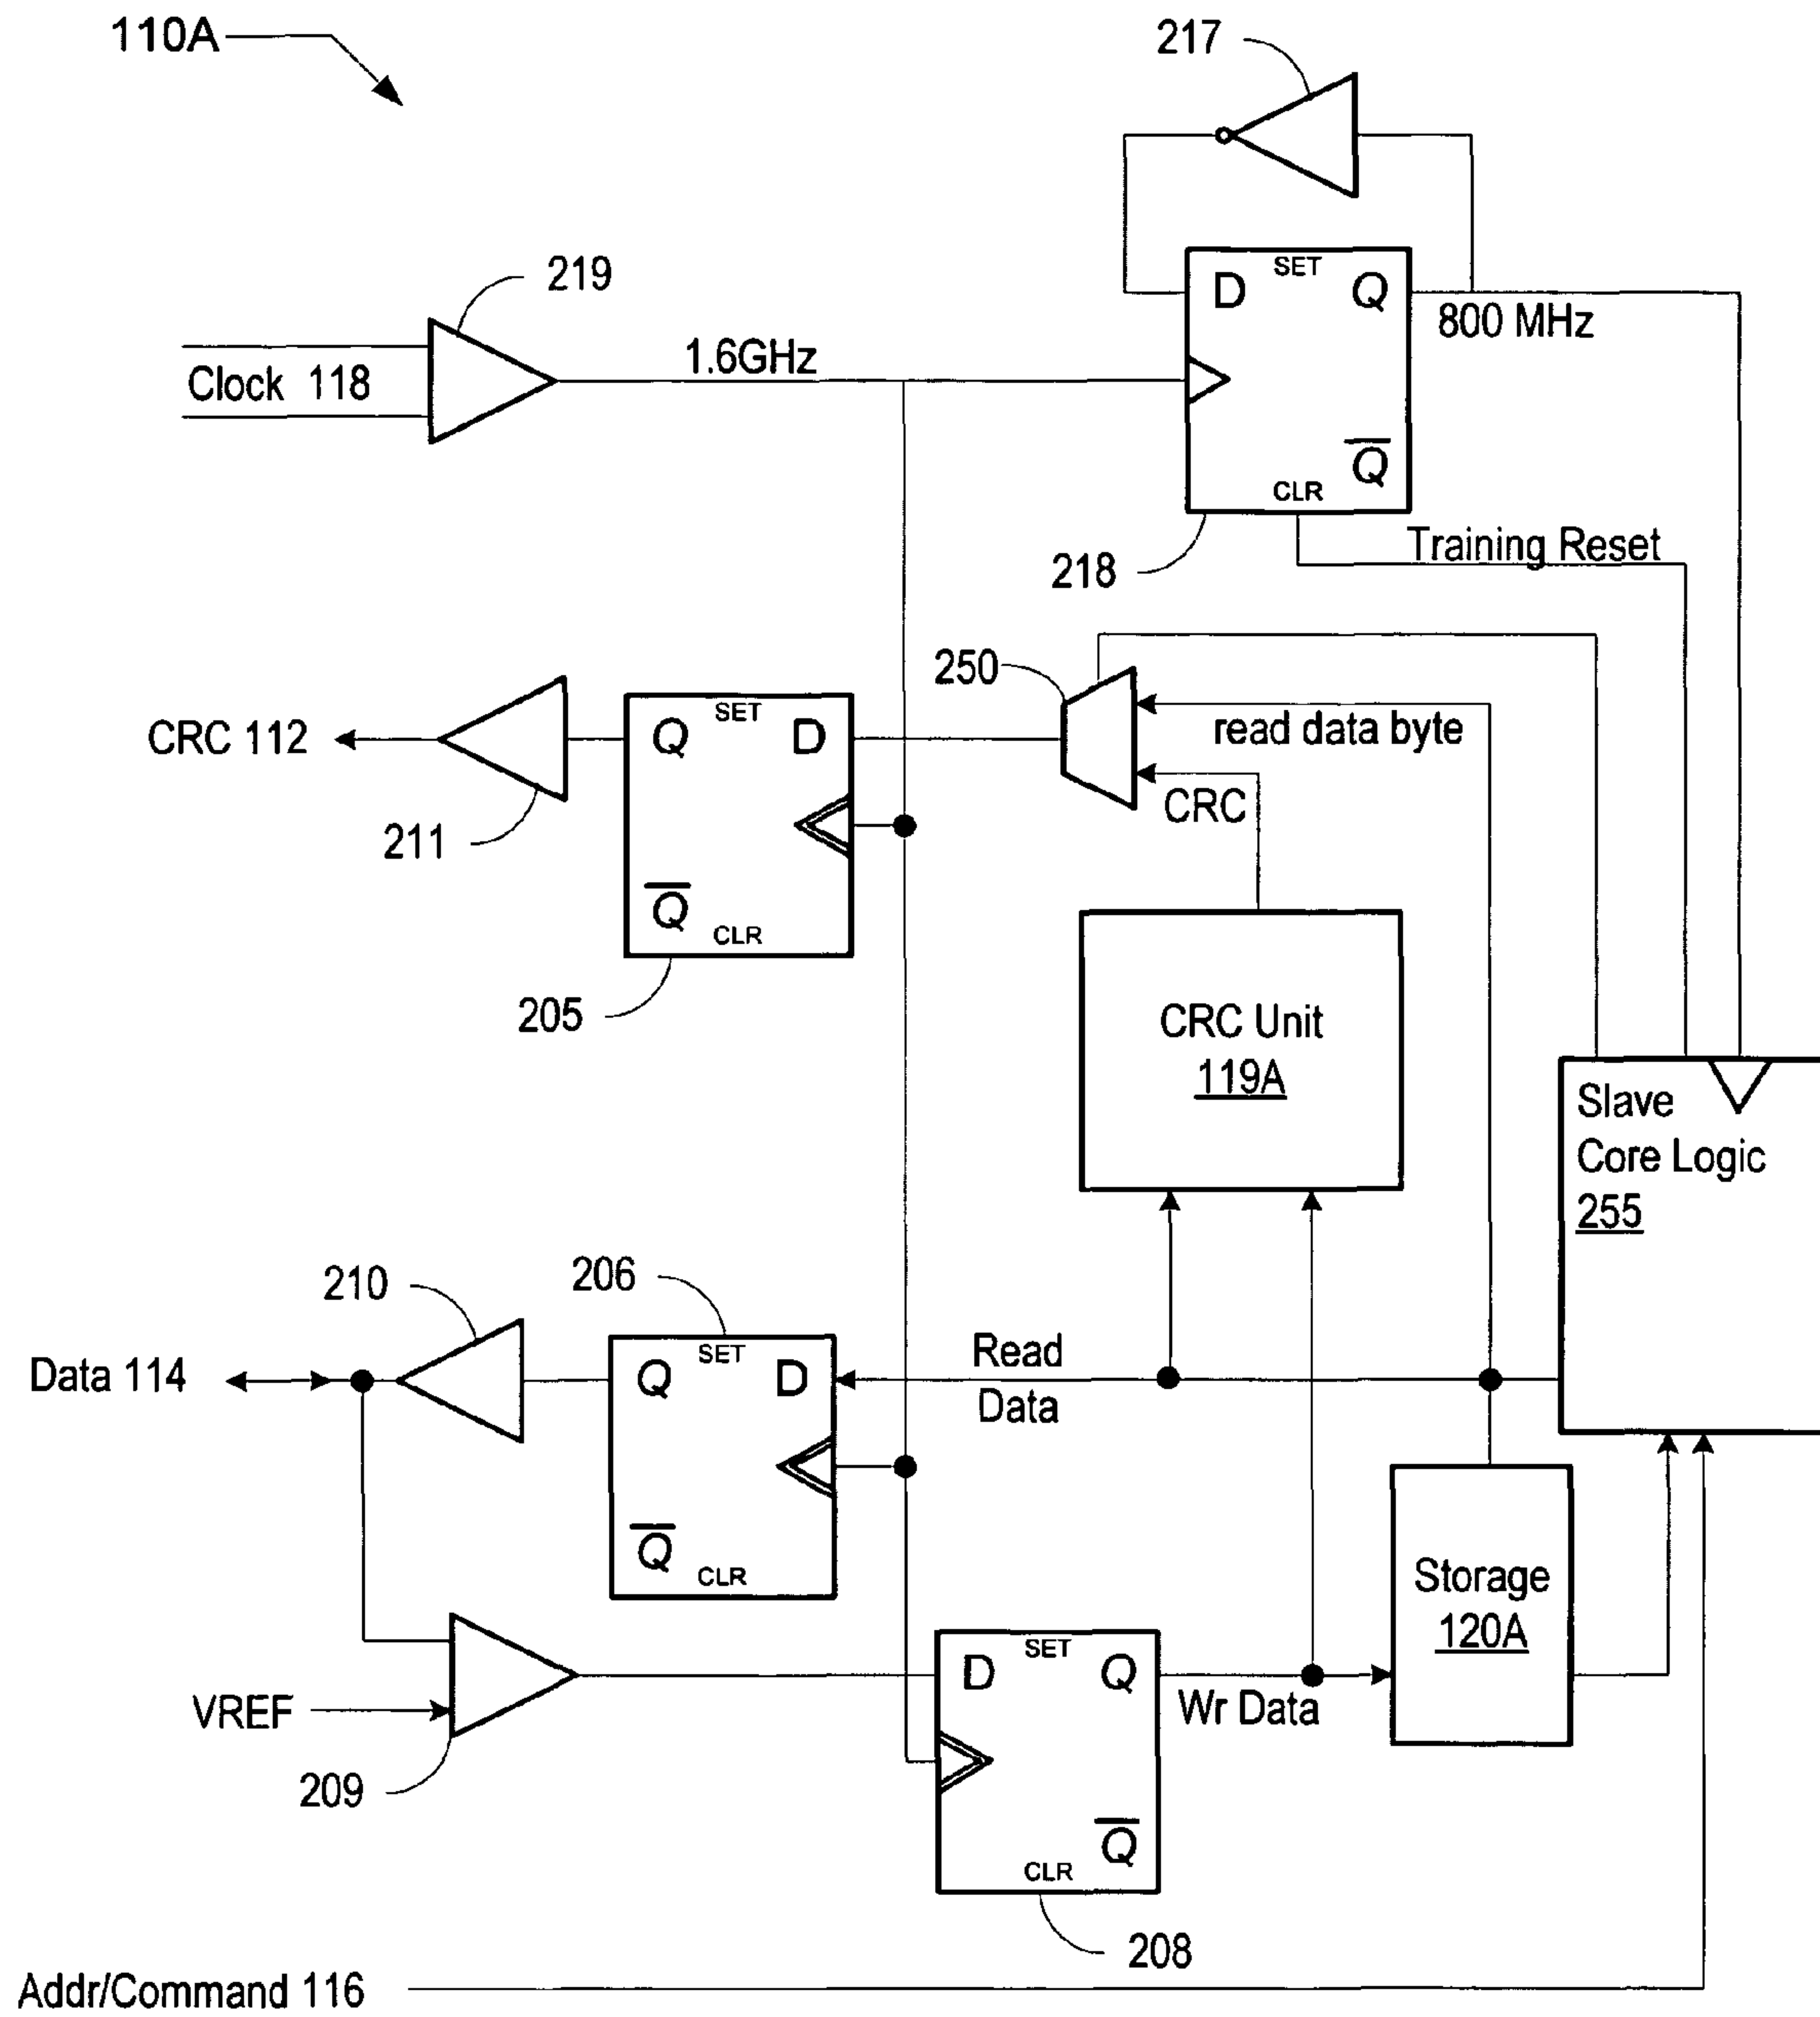 110A
217
219
SET
D
Q
800 MHz
1.6GHz
Clock 118
Q
CLR
Training Reset
218
250
SET
Q
D
CRC 112
read data byte
CRC
211
Q
CLR
205
CRC Unit
119A
Slave
Core Logic
255
210
206
SET
Q
D
Data 114
Read
Data
Q
CLR
Storage
120A
SET
D
Q
VREF
Wr Data
209
Q
CLR
208
Addr/Command 116